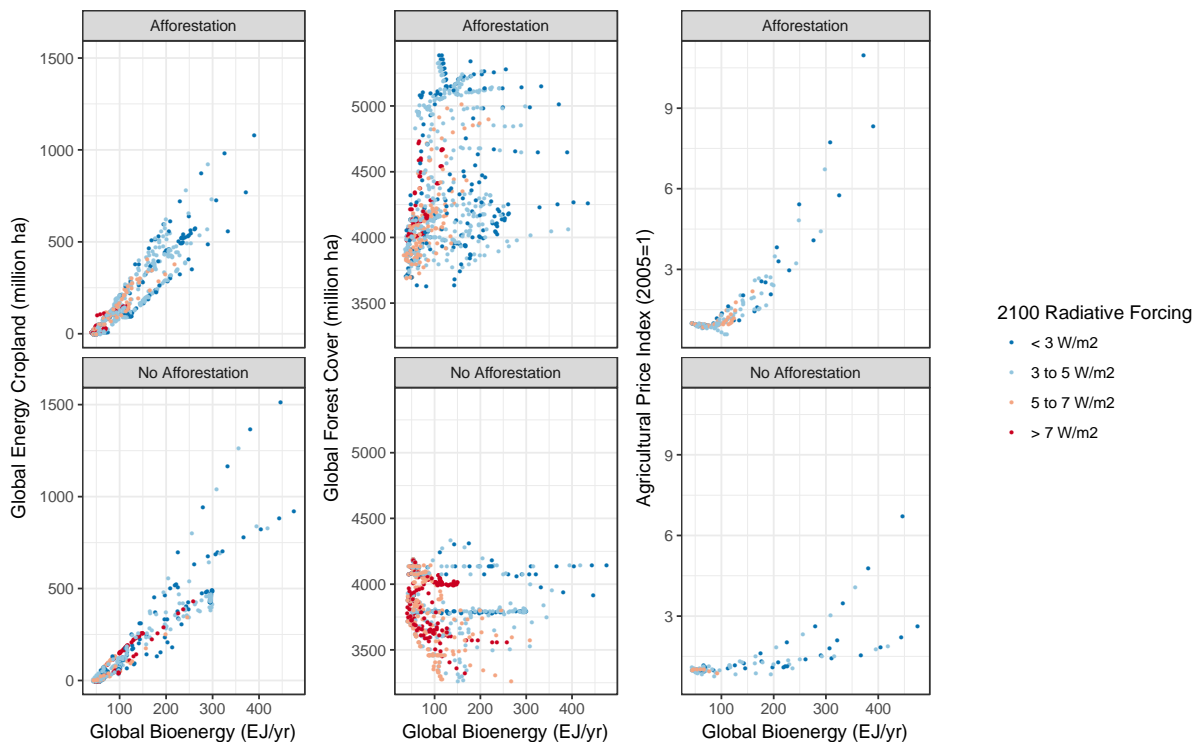 Afforestation
Afforestation
Afforestation
Global Energy Cropland (million ha)
1500
1000
500
0
Global Forest Cover (million ha)
5000
4500
4000
3500
Agricultural Price Index (2005=1)
9
6
3
No Afforestation
No Afforestation
No Afforestation
1500
1000
500
0
5000
4500
4000
3500
9
6
3
100 200 300 400
100 200 300 400
100 200 300 400
Global Bioenergy (EJ/yr)
Global Bioenergy (EJ/yr)
Global Bioenergy (EJ/yr)
2100 Radiative Forcing
< 3 W/m2
3 to 5 W/m2
5 to 7 W/m2
> 7 W/m2